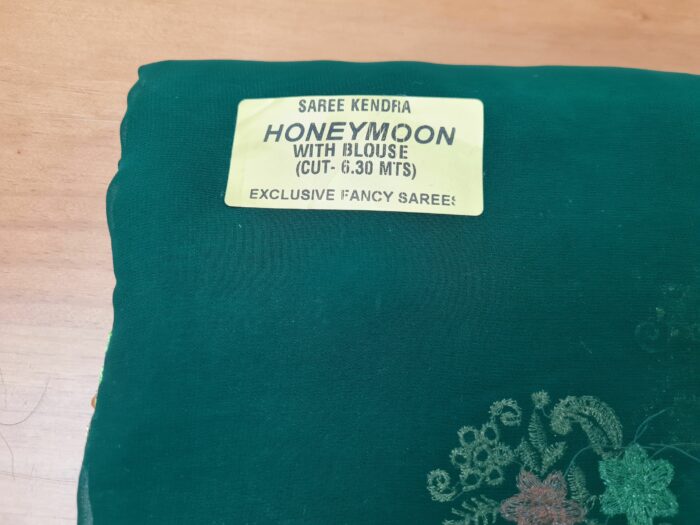 SAREE KENDRA
HONEYMOON
WITH BLOUSE
(CUT- 6.30 MTS)
EXCLUSIVE FANCY SAREES